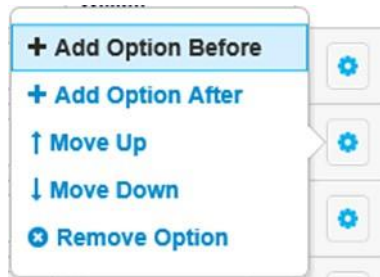 Add Option Before
Add Option After
Move Up
Move Down
Remove Option